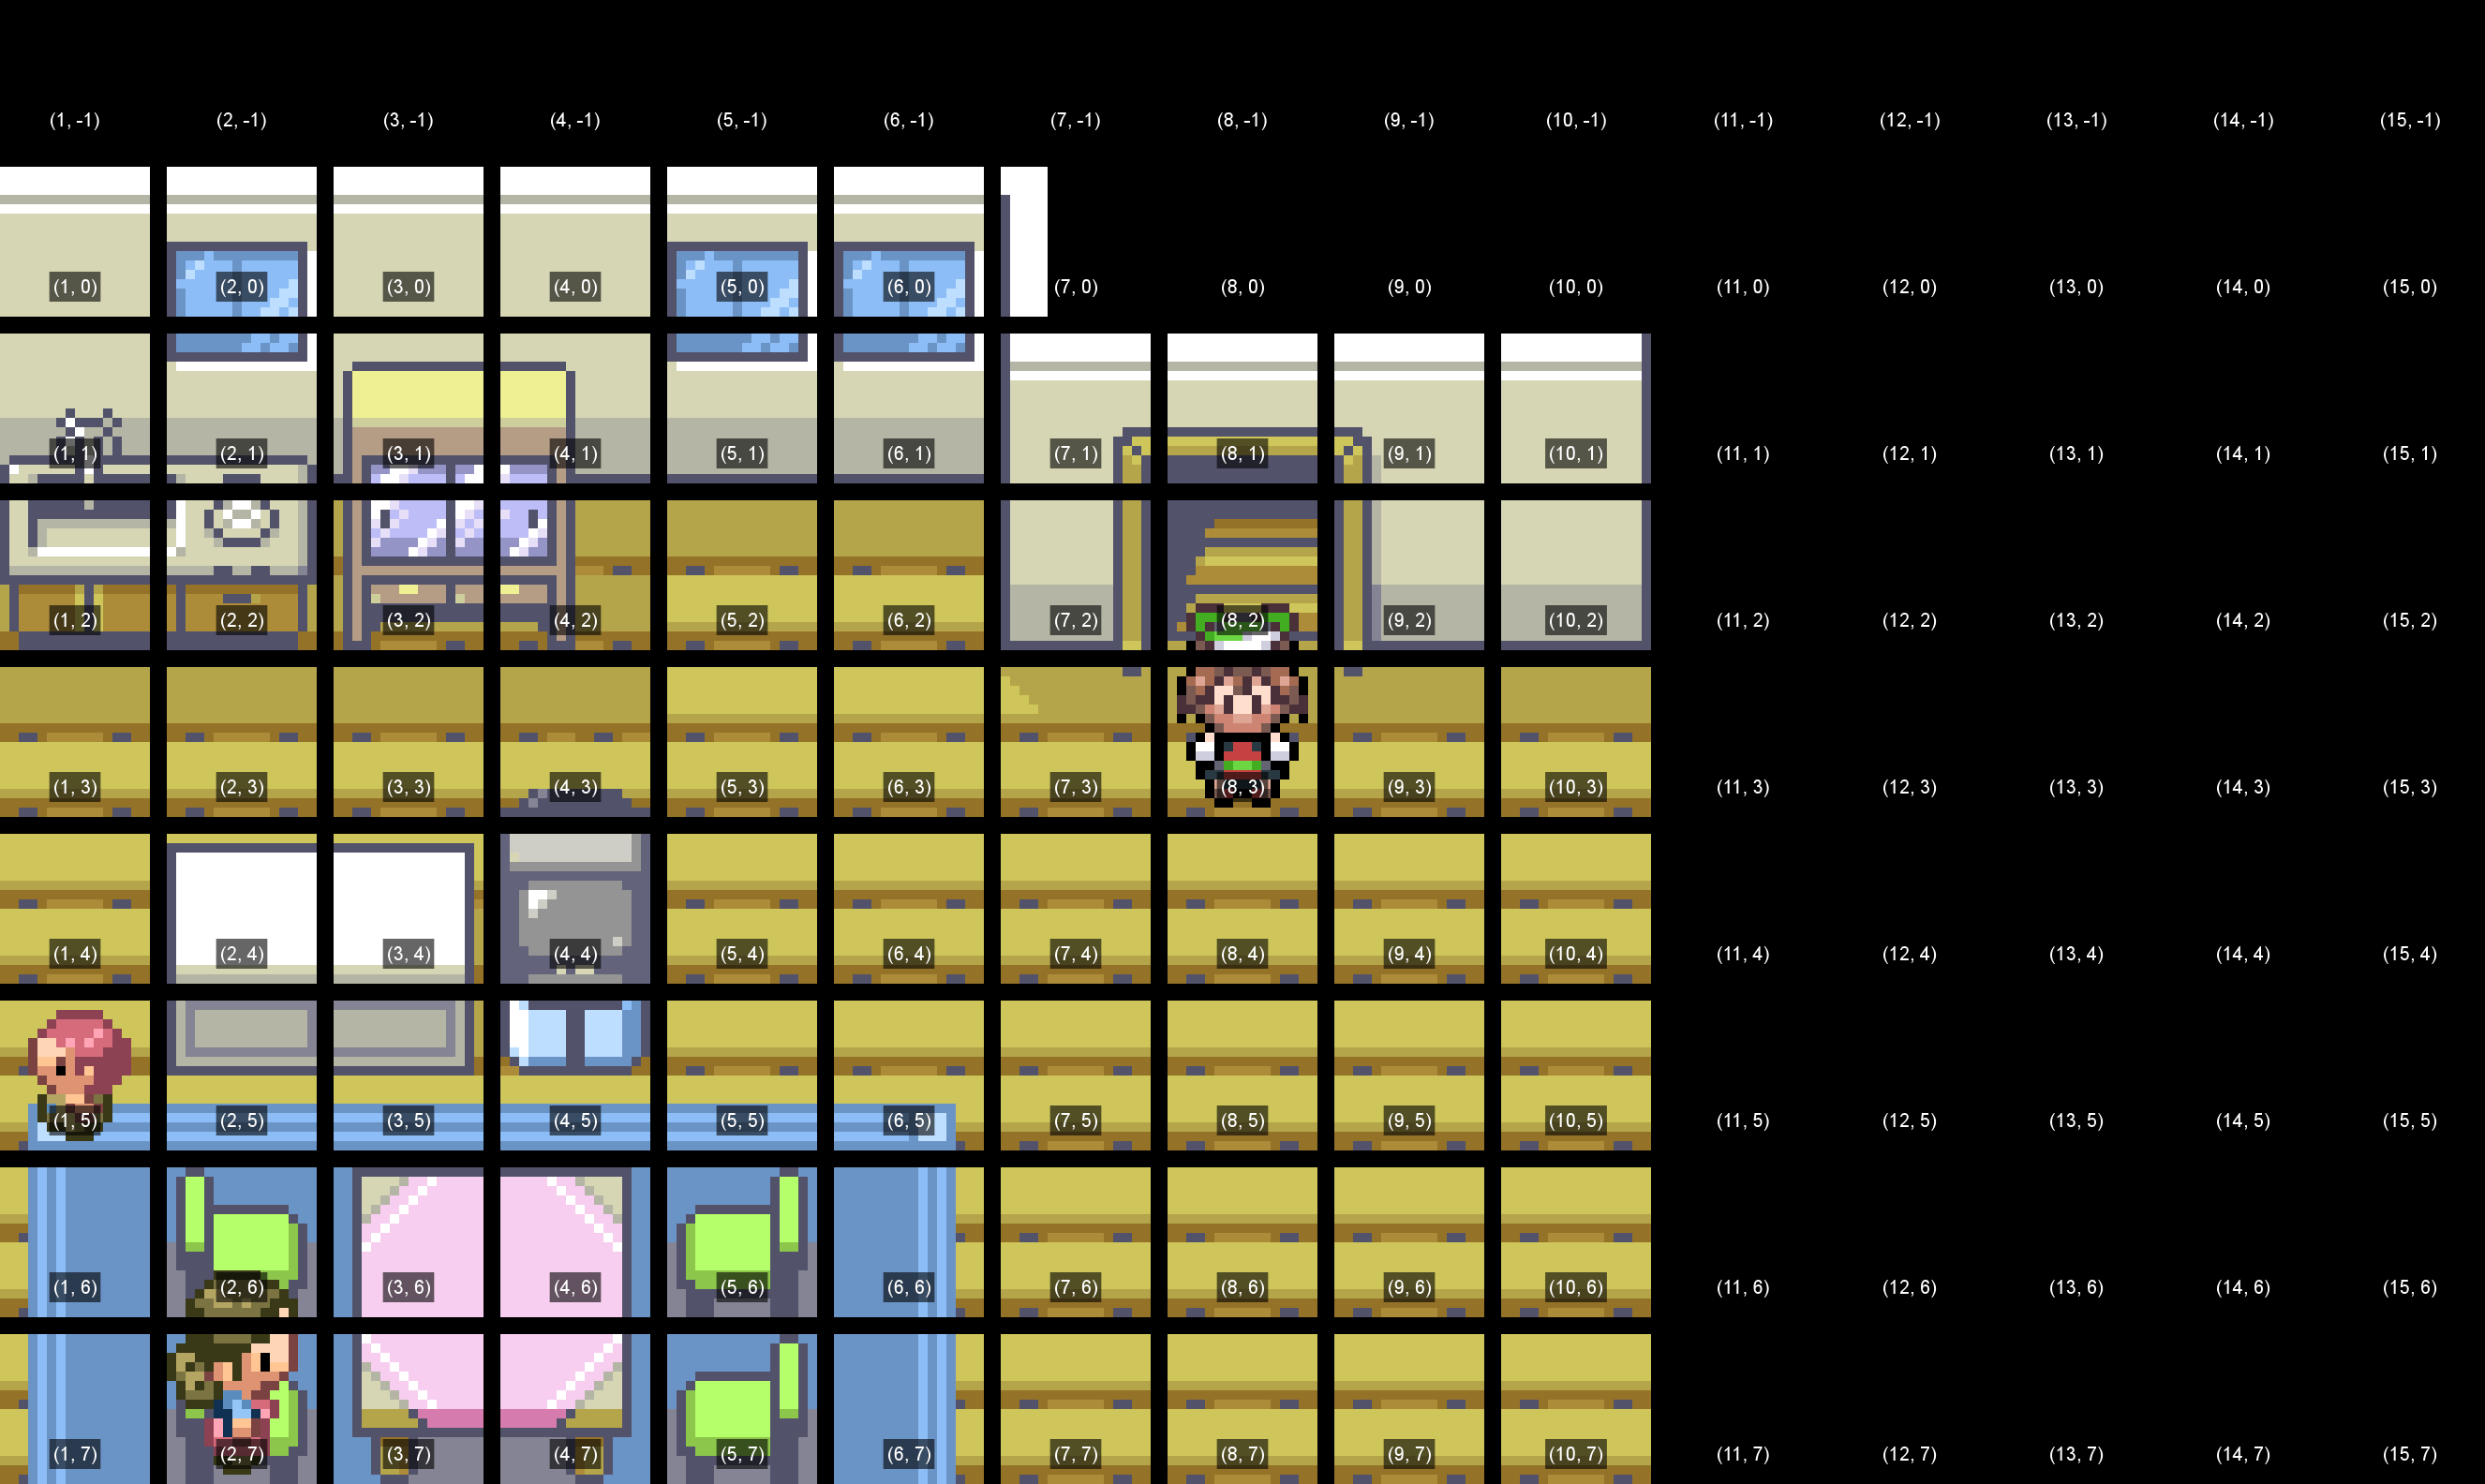 (1, -1) (2, -1) (3, -1) (4, -1) (5, -1) (6, -1) (7, -1) (8, -1) (9, -1) (10, -1) (11, -1) (12, -1) (13, -1) (14, -1) (15, -1)
(1, 0) (2, 0) (3, 0) (4, 0) (5, 0) (6, 0) (7, 0) (8, 0) (9, 0) (10, 0) (11, 0) (12, 0) (13, 0) (14, 0) (15, 0)
(1, 1) (2, 1) (3, 1) (4, 1) (5, 1) (6, 1) (7, 1) (8, 1) (9, 1) (10, 1) (11, 1) (12, 1) (13, 1) (14, 1) (15, 1)
(1, 2) (2, 2) (3, 2) (4, 2) (5, 2) (6, 2) (7, 2) (8, 2) (9, 2) (10, 2) (11, 2) (12, 2) (13, 2) (14, 2) (15, 2)
(1, 3) (2, 3) (3, 3) (4, 3) (5, 3) (6, 3) (7, 3) (8, 3) (9, 3) (10, 3) (11, 3) (12, 3) (13, 3) (14, 3) (15, 3)
(1, 4) (2, 4) (3, 4) (4, 4) (5, 4) (6, 4) (7, 4) (8, 4) (9, 4) (10, 4) (11, 4) (12, 4) (13, 4) (14, 4) (15, 4)
(1, 5) (2, 5) (3, 5) (4, 5) (5, 5) (6, 5) (7, 5) (8, 5) (9, 5) (10, 5) (11, 5) (12, 5) (13, 5) (14, 5) (15, 5)
(1, 6) (2, 6) (3, 6) (4, 6) (5, 6) (6, 6) (7, 6) (8, 6) (9, 6) (10, 6) (11, 6) (12, 6) (13, 6) (14, 6) (15, 6)
(1, 7) (2, 7) (3, 7) (4, 7) (5, 7) (6, 7) (7, 7) (8, 7) (9, 7) (10, 7) (11, 7) (12, 7) (13, 7) (14, 7) (15, 7)